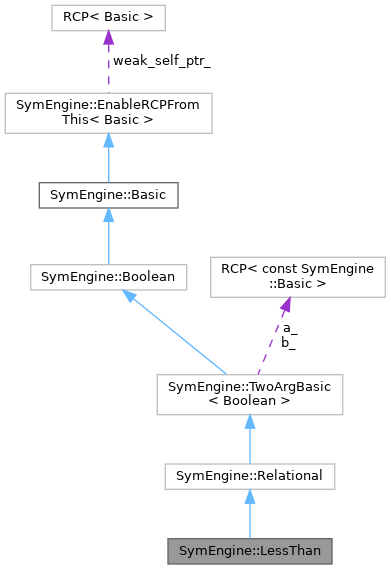 RCP< Basic >
weak_self_ptr_
SymEngine::EnableRCPFrom
This< Basic >
SymEngine::Basic
SymEngine::Boolean
RCP< const SymEngine
::Basic >
a_
b_
SymEngine::TwoArgBasic
< Boolean >
SymEngine::Relational
SymEngine::LessThan